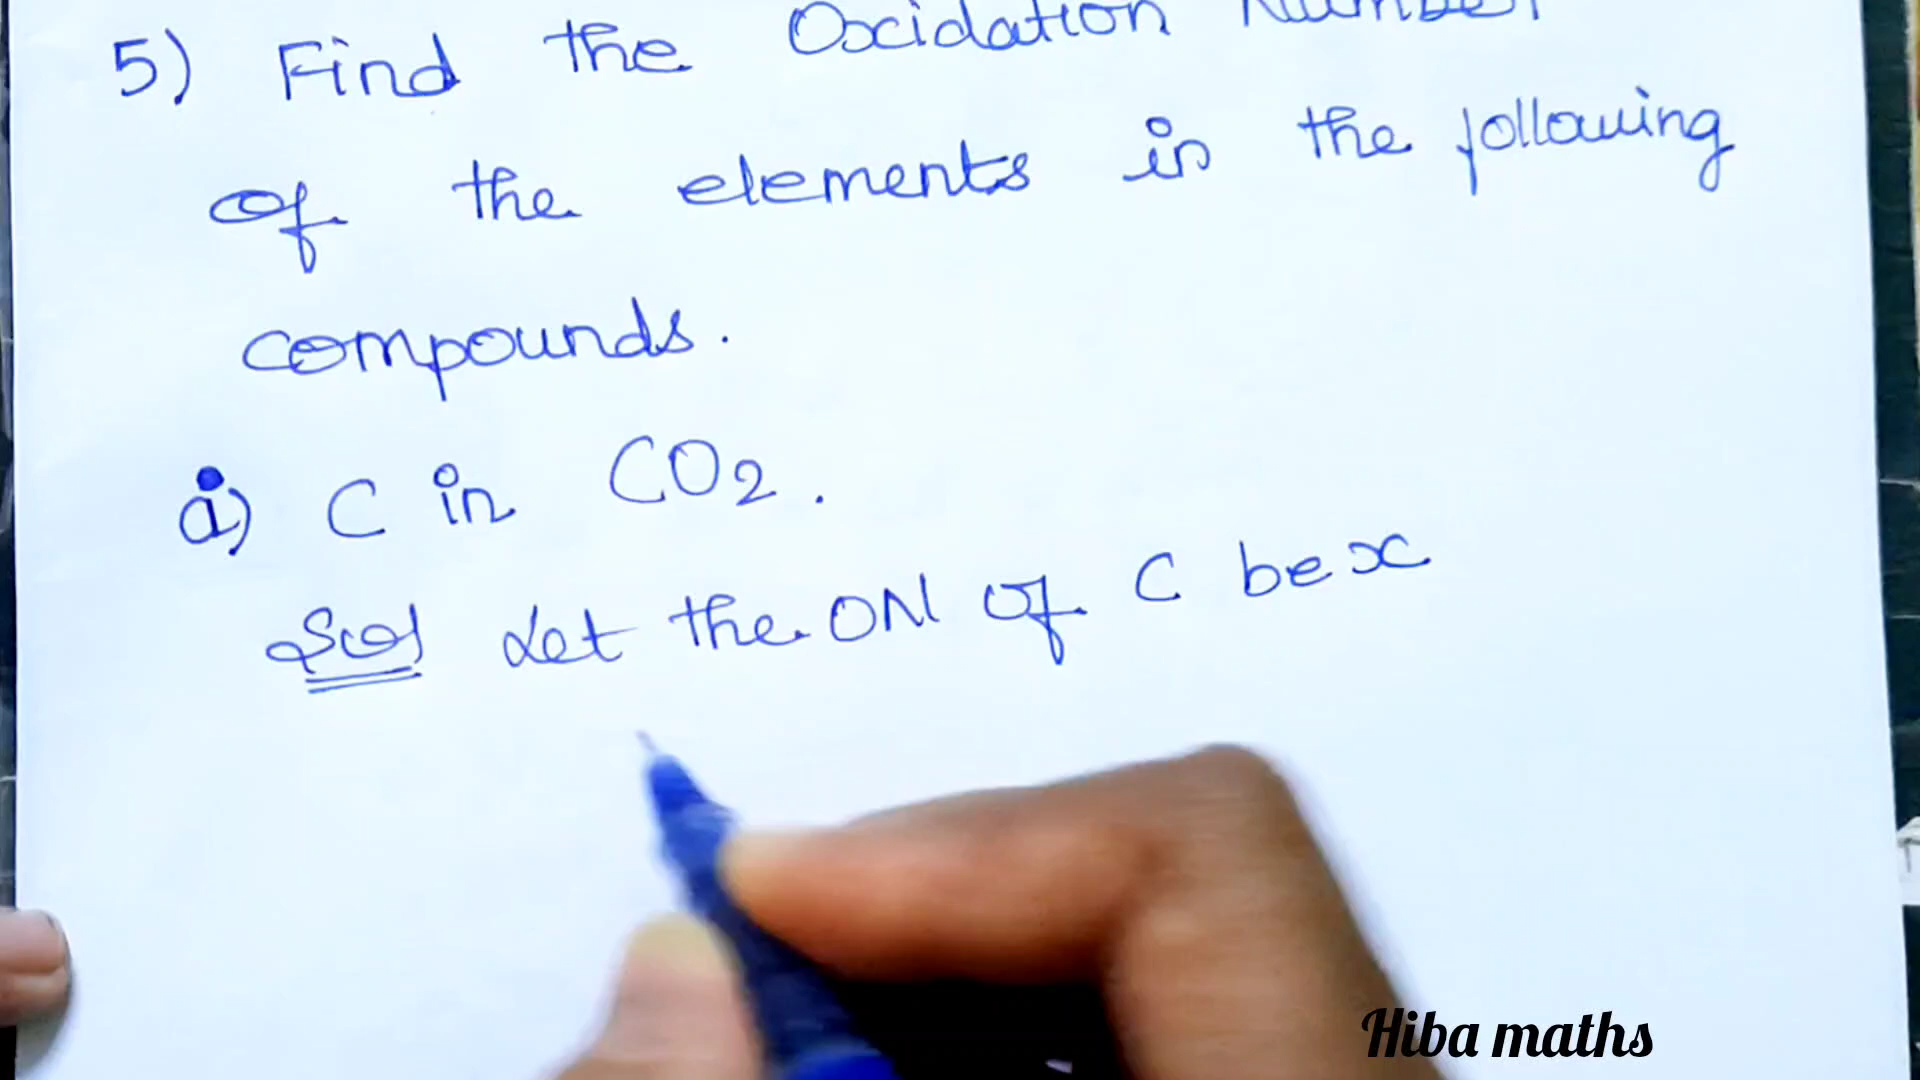 5) Find the Oxidation Number
of the elements in the following
compounds.
a) C in CO2.
Sol Let the ON of C be x
Hiba maths